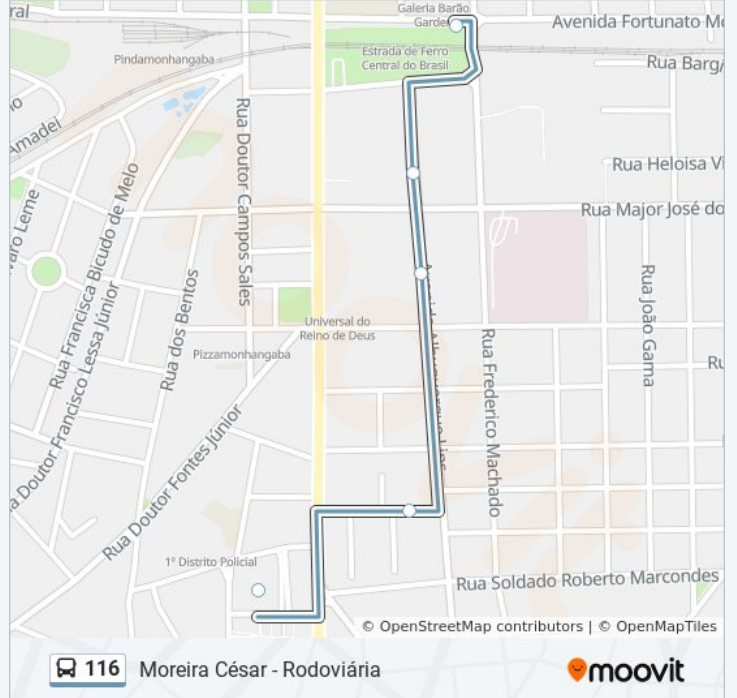 ral
Galeria Barão
Garden
Avenida Fortunato Mo
Pindamonhangaba
Estrada de Ferro
Central do Brasil
Rua Barg
Amadei
Rua Doutor Campos Sales
Rua Heloisa Vi
Rua Francisca Bicudo de Melo
varo Leme
Rua Major José do
Rua dos Bentos
Rua João Gama
Rua Doutor Francisco Lessa Júnior
Universal do
Reino de Deus
Pizzamonhangaba
Rua Frederico Machado
Ru
Rua Doutor Fontes Júnior
1º Distrito Policial
Rua Soldado Roberto Marcondes
© OpenStreetMap contributors | © OpenMapTiles
116 Moreira César - Rodoviária
moovit